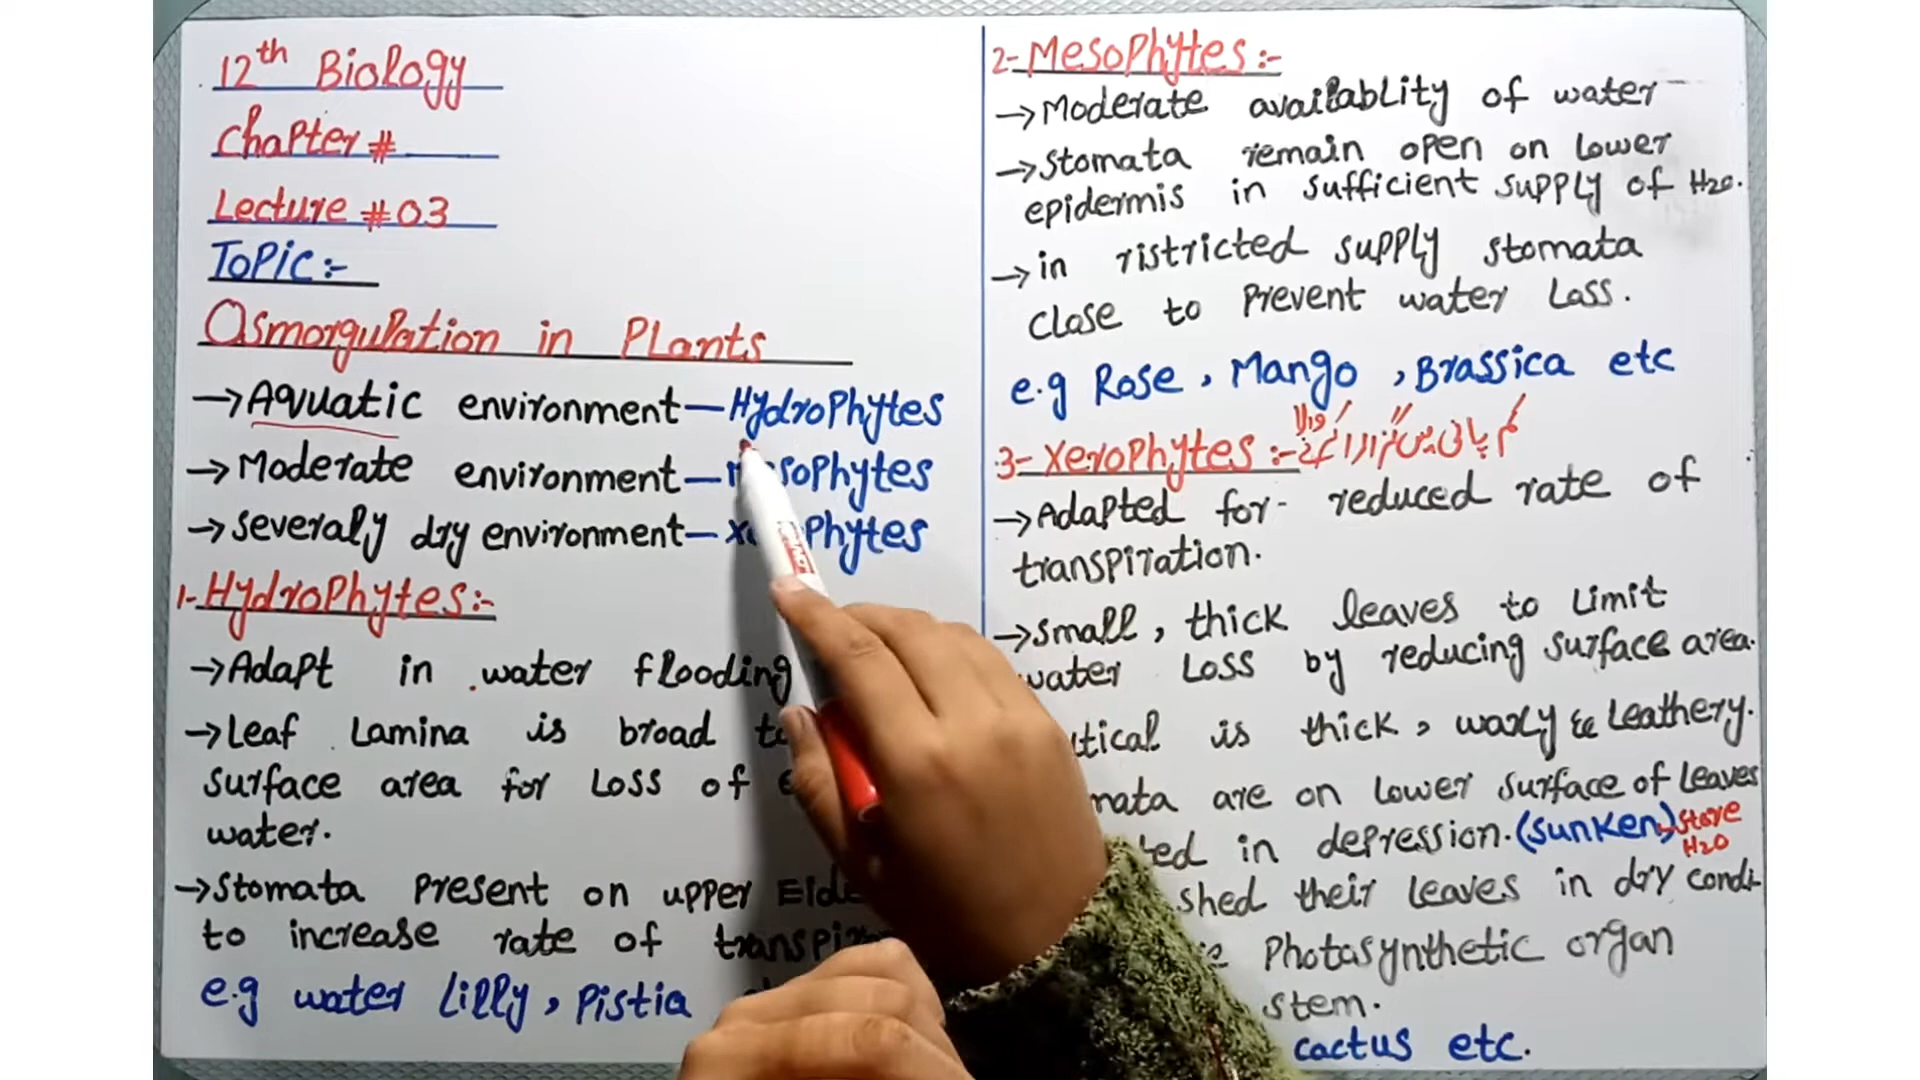 12th Biology
Chapter #
Lecture #03
Topic:-
Osmorgulation in Plants
→Aquatic environment—Hydrophytes
→Moderate environment—Mesophytes
→severaly dry environment—Xerophytes
1-Hydrophytes:-
→Adapt in water flooding
→Leaf Lamina is broad
surface area for Loss of
water.
→Stomata Present on upper
to increase rate of
e.g water Lilly, Pistia
2-Mesophytes:-
→Moderate availablity of water
→Stomata remain open on Lower
epidermis in sufficient supply of H2O.
→in ristricted supply stomata
close to Prevent water Loss.
e.g Rose, Mango, Brassica etc
3-Xerophytes:-
→Adapted for reduced rate of
transpiration.
→small, thick leaves to Limit
water Loss by reducing surface area.
is thick, waxly & Leathery.
are on Lower surface of leaves
in depression. (sunken)-store
H2O
shed their leaves in dry condi
Photosynthetic organ
stem.
cactus etc.